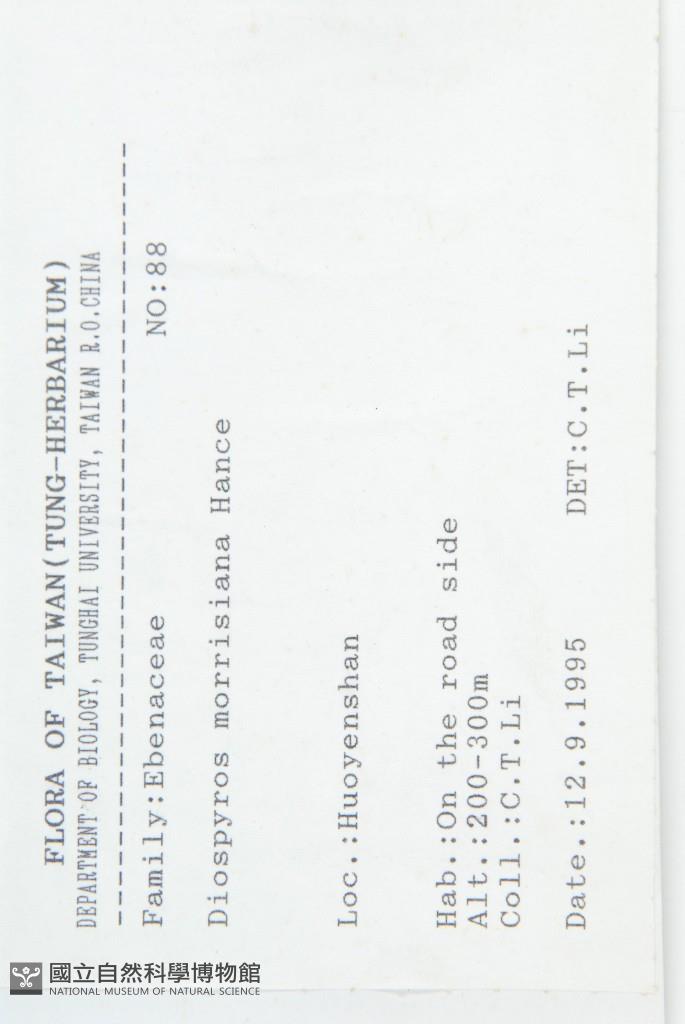 FLORA OF TAIWAN(TUNG-HERBARIUM)
DEPARTMENT OF BIOLOGY, TUNGHAI UNIVERSITY, TAIWAN R.O.CHINA
Family:Ebenaceae NO:88
Diospyros morrisiana Hance
Loc.:Huoyenshan
Hab.:On the road side
Alt.:200-300m
Coll.:C.T.Li
Date.:12.9.1995 DET:C.T.Li
國立自然科學博物館
NATIONAL MUSEUM OF NATURAL SCIENCE